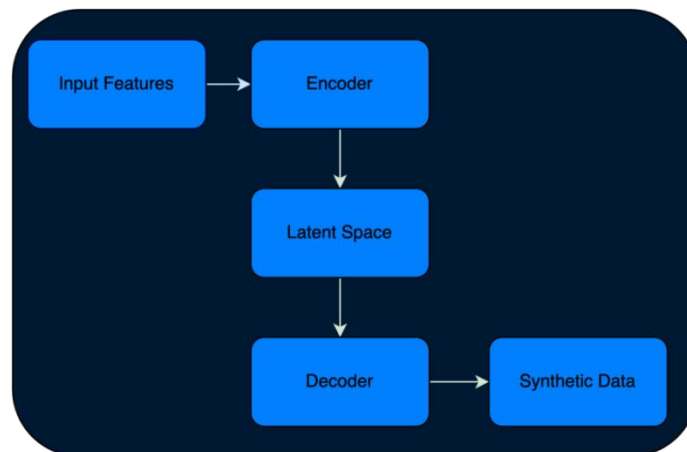 Input Features
Encoder
Latent Space
Decoder
Synthetic Data